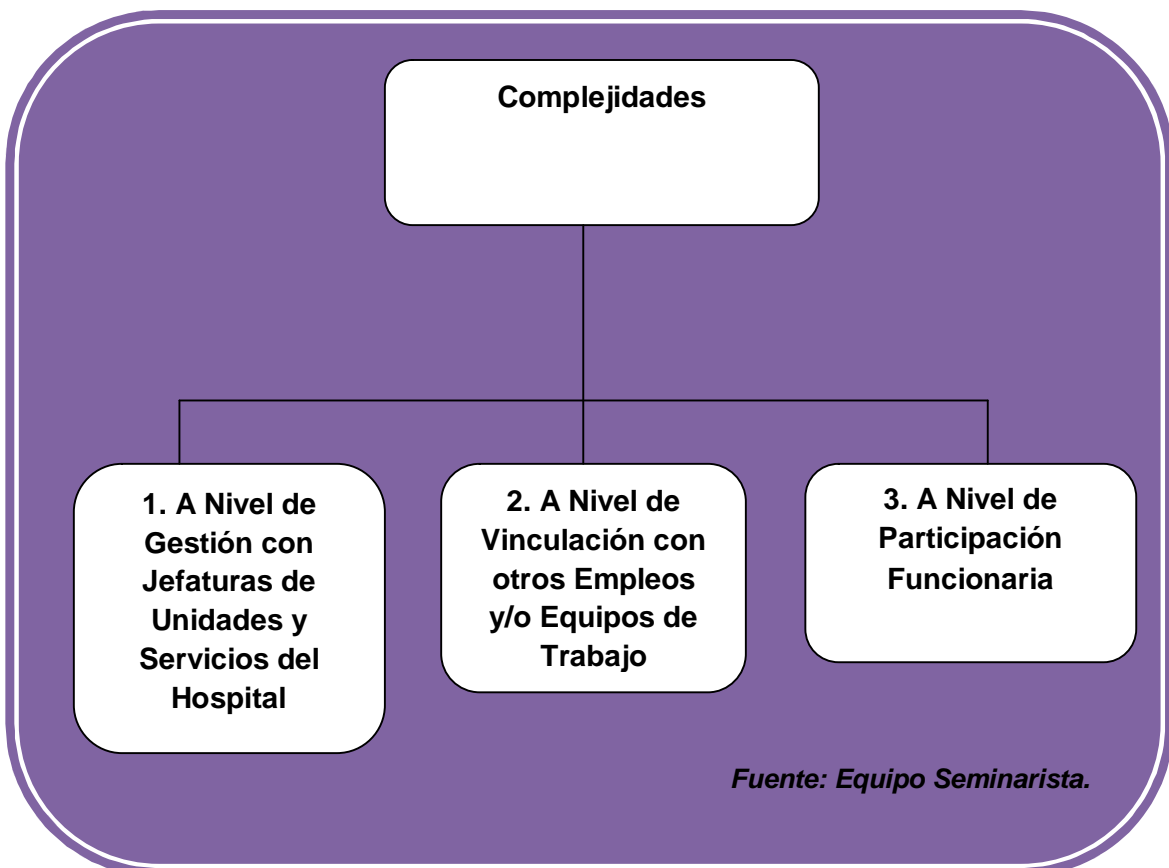 Complejidades
1. A Nivel de
Gestión con
Jefaturas de
Unidades y
Servicios del
Hospital
2. A Nivel de
Vinculación con
otros Empleos
y/o Equipos de
Trabajo
3. A Nivel de
Participación
Funcionaria
Fuente: Equipo Seminarista.